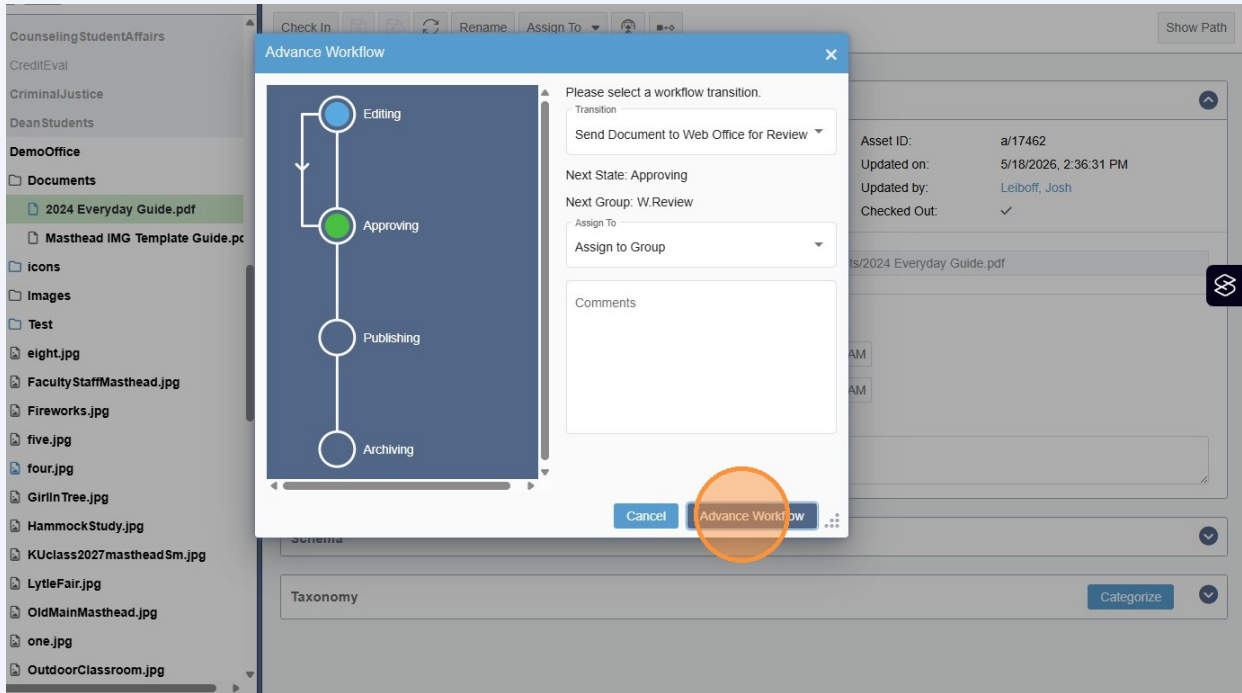 CounselingStudentAffairs
CreditEval
CriminalJustice
DeanStudents
DemoOffice
Documents
2024 Everyday Guide.pdf
Masthead IMG Template Guide.pd
icons
Images
Test
eight.jpg
FacultyStaffMasthead.jpg
Fireworks.jpg
five.jpg
four.jpg
GirlInTree.jpg
HammockStudy.jpg
KUclass2027mastheadSm.jpg
LytleFair.jpg
OldMainMasthead.jpg
one.jpg
OutdoorClassroom.jpg
Check In Rename Assign To Show Path
Advance Workflow
Editing
Approving
Publishing
Archiving
Please select a workflow transition.
Transition
Send Document to Web Office for Review
Next State: Approving
Next Group: W.Review
Assign To
Assign to Group
Comments
Cancel Advance Workflow
Asset ID: a/17462
Updated on: 5/18/2026, 2:36:31 PM
Updated by: Leiboff, Josh
Checked Out:
ts/2024 Everyday Guide.pdf
AM
AM
Schema
Taxonomy Categorize